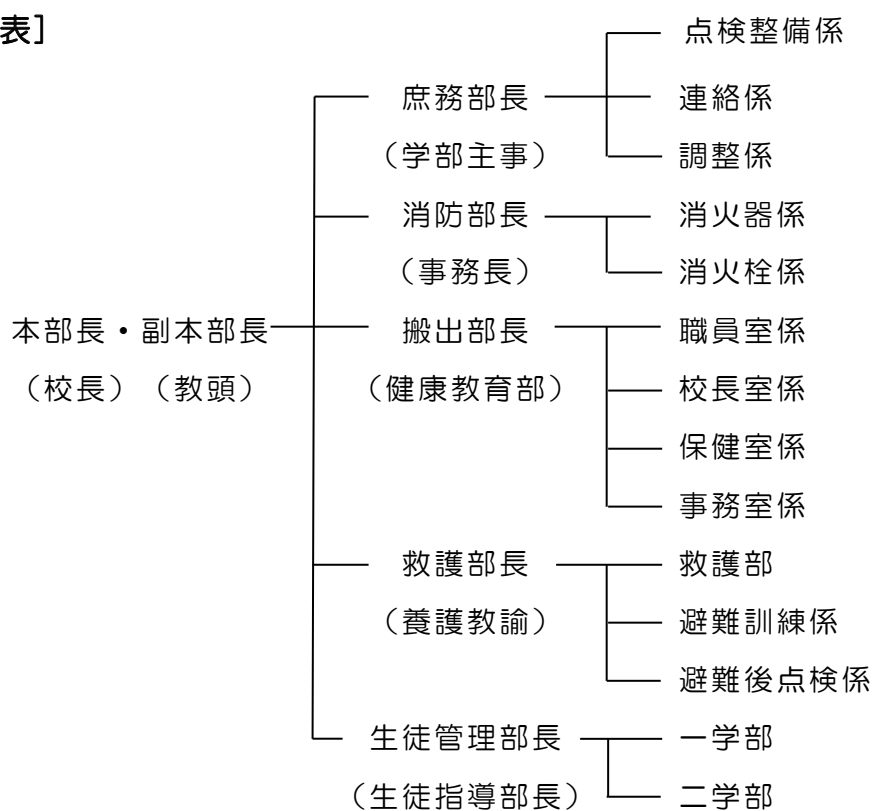 表]
点検整備係
庶務部長 連絡係
（学部主事） 調整係
消防部長 消火器係
（事務長） 消火栓係
本部長・副本部長 搬出部長 職員室係
（校長）（教頭） （健康教育部） 校長室係
保健室係
事務室係
救護部長 救護部
（養護教諭） 避難訓練係
避難後点検係
生徒管理部長 一学部
（生徒指導部長） 二学部